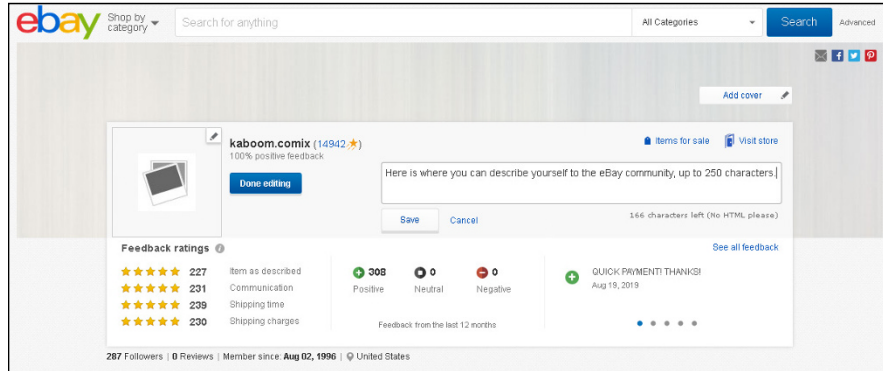 ebay
Shop by
category
Search for anything
All Categories
Search
Advanced
Add cover
kaboom.comix (14942)
100% positive feedback
Items for sale
Visit store
Done editing
Here is where you can describe yourself to the eBay community, up to 250 characters.
Save
Cancel
166 characters left (No HTML please)
Feedback ratings
See all feedback
227 Item as described
231 Communication
239 Shipping time
230 Shipping charges
308
Positive
0
Neutral
0
Negative
Feedback from the last 12 months
QUICK PAYMENT! THANKS!
Aug 19, 2019
287 Followers | 0 Reviews | Member since: Aug 02, 1996 | United States